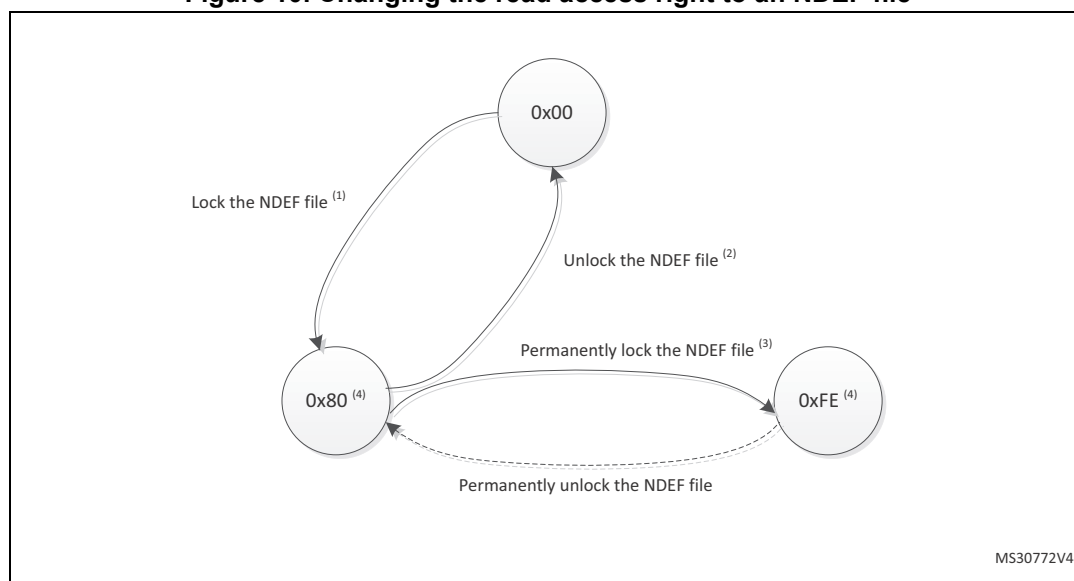 Figure 10. Changing the read access right to an NDEF file
0x00
Lock the NDEF file (1)
Unlock the NDEF file (2)
Permanently lock the NDEF file (3)
0x80 (4)
0xFE (4)
Permanently unlock the NDEF file
MS30772V4